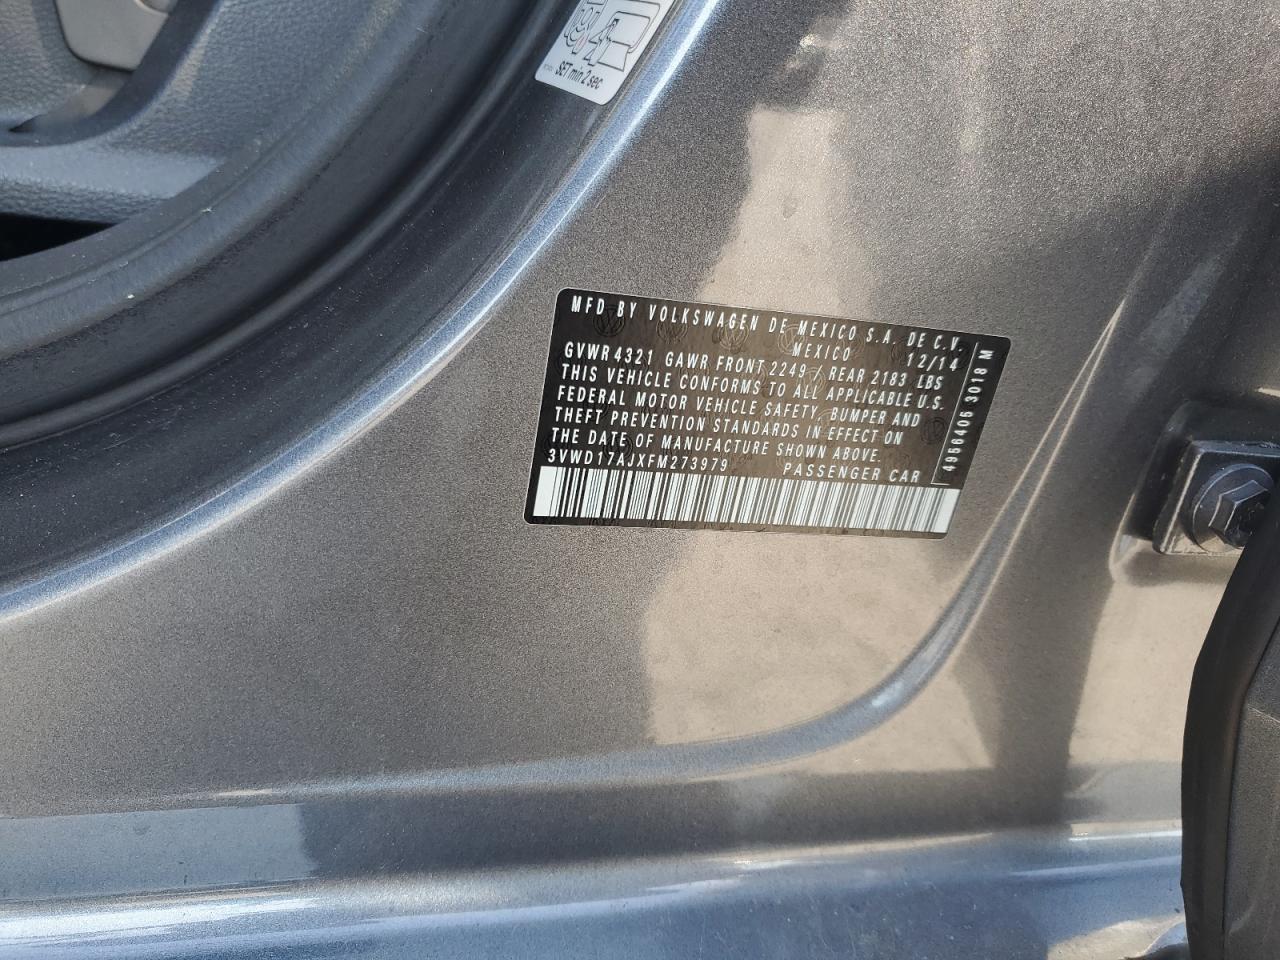 SET min 2 sec
MFD BY VOLKSWAGEN DE MEXICO S.A. DE C.V.
MEXICO 12/14
GVWR 4321 GAWR FRONT 2249 / REAR 2183 LBS
THIS VEHICLE CONFORMS TO ALL APPLICABLE U.S.
FEDERAL MOTOR VEHICLE SAFETY, BUMPER AND
THEFT PREVENTION STANDARDS IN EFFECT ON
THE DATE OF MANUFACTURE SHOWN ABOVE.
3VWD17AJXFM273979 PASSENGER CAR
4956405 3018 M